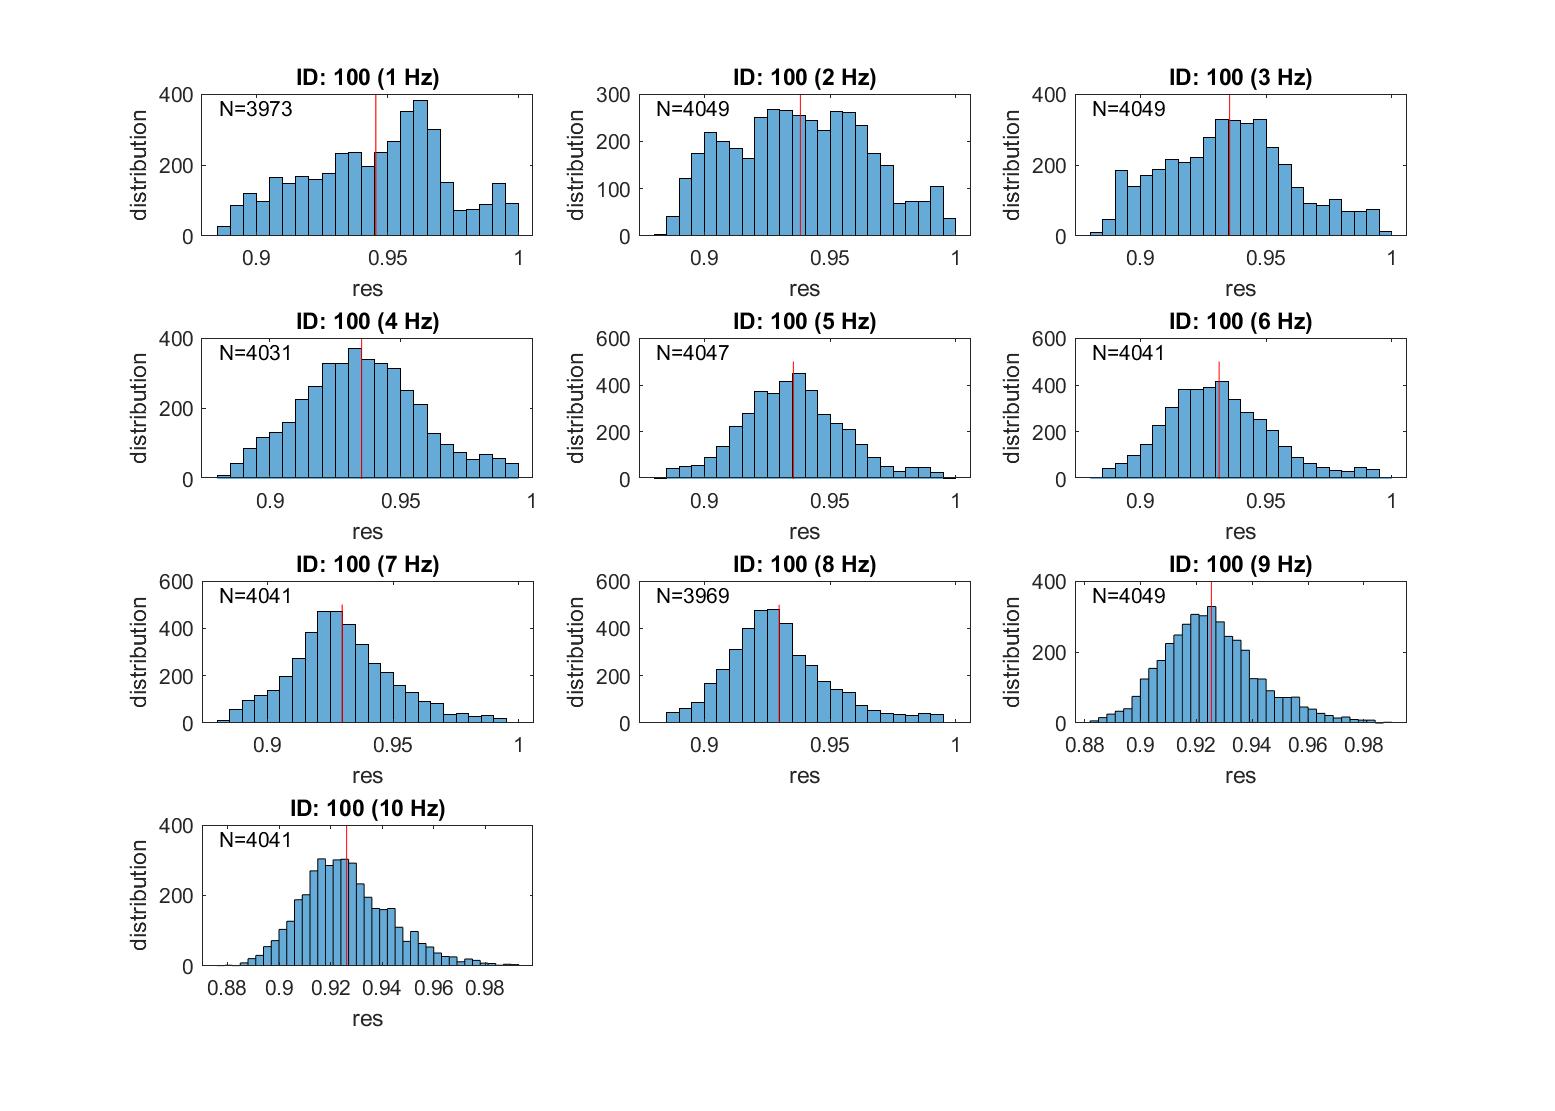 ID: 100 (1 Hz)
N=3973
distribution
400
200
0
0.9 0.95 1
res
ID: 100 (2 Hz)
N=4049
distribution
300
200
100
0
0.9 0.95 1
res
ID: 100 (3 Hz)
N=4049
distribution
400
200
0
0.9 0.95 1
res
ID: 100 (4 Hz)
N=4031
distribution
400
200
0
0.9 0.95 1
res
ID: 100 (5 Hz)
N=4047
distribution
600
400
200
0
0.9 0.95 1
res
ID: 100 (6 Hz)
N=4041
distribution
600
400
200
0
0.9 0.95 1
res
ID: 100 (7 Hz)
N=4041
distribution
600
400
200
0
0.9 0.95 1
res
ID: 100 (8 Hz)
N=3969
distribution
600
400
200
0
0.9 0.95 1
res
ID: 100 (9 Hz)
N=4049
distribution
400
200
0
0.88 0.9 0.92 0.94 0.96 0.98
res
ID: 100 (10 Hz)
N=4041
distribution
400
200
0
0.88 0.9 0.92 0.94 0.96 0.98
res